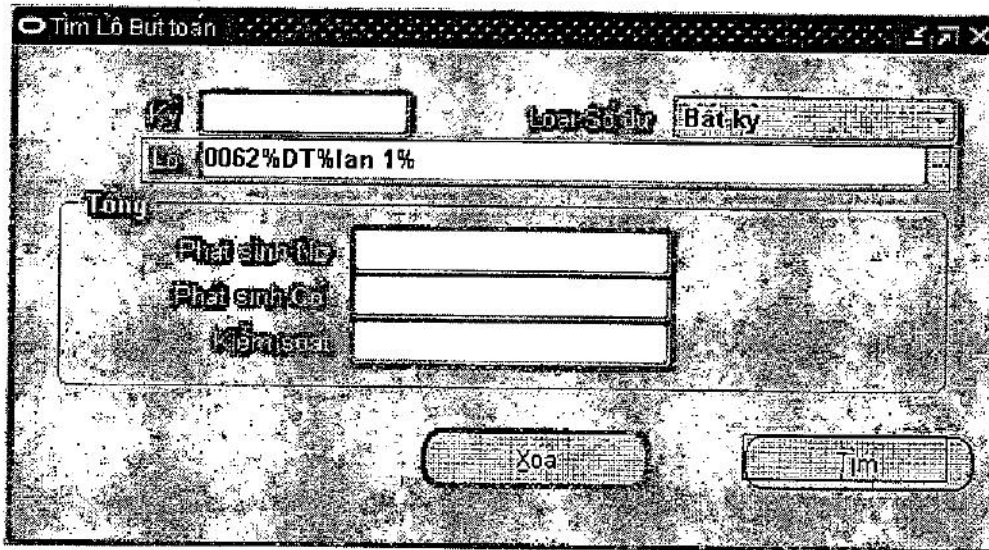 Tìm Lô Bút toán
Kỳ Loại Số dư Bất kỳ
Lô 0062%DT%lan 1%
Tổng
Phát sinh Nợ
Phát sinh Có
Kiểm soát
Xóa Tìm